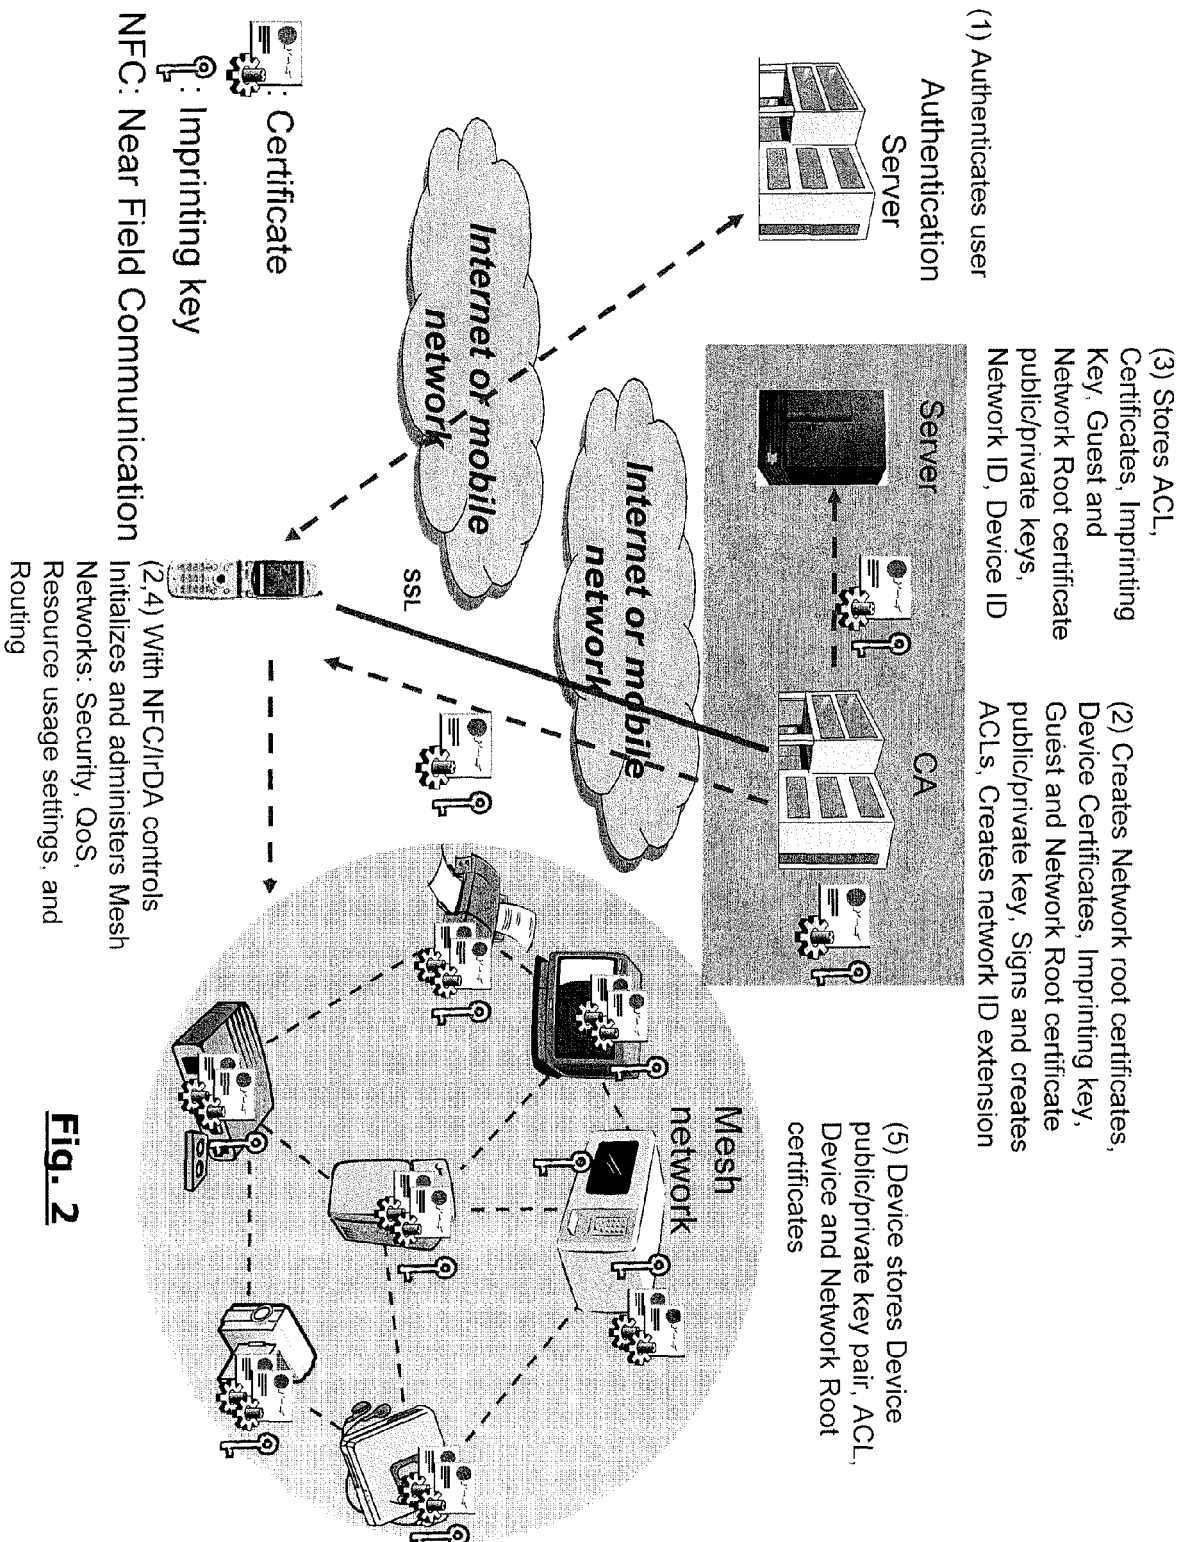 (1) Authenticates user
Authentication
Server
(3) Stores ACL,
Certificates, Imprinting
Key, Guest and
Network Root certificate
public/private keys,
Network ID, Device ID
Server
(2) Creates Network root certificates,
Device Certificates, Imprinting key,
Guest and Network Root certificate
public/private key, Signs and creates
ACLs, Creates network ID extension
CA
(5) Device stores Device
public/private key pair, ACL,
Device and Network Root
certificates
Internet or mobile
network
Internet or mobile
network
SSL
Mesh
network
: Certificate
: Imprinting key
NFC: Near Field Communication
(2,4) With NFC/IrDA controls
Initializes and administers Mesh
Networks: Security, QoS,
Resource usage settings, and
Routing
Fig. 2